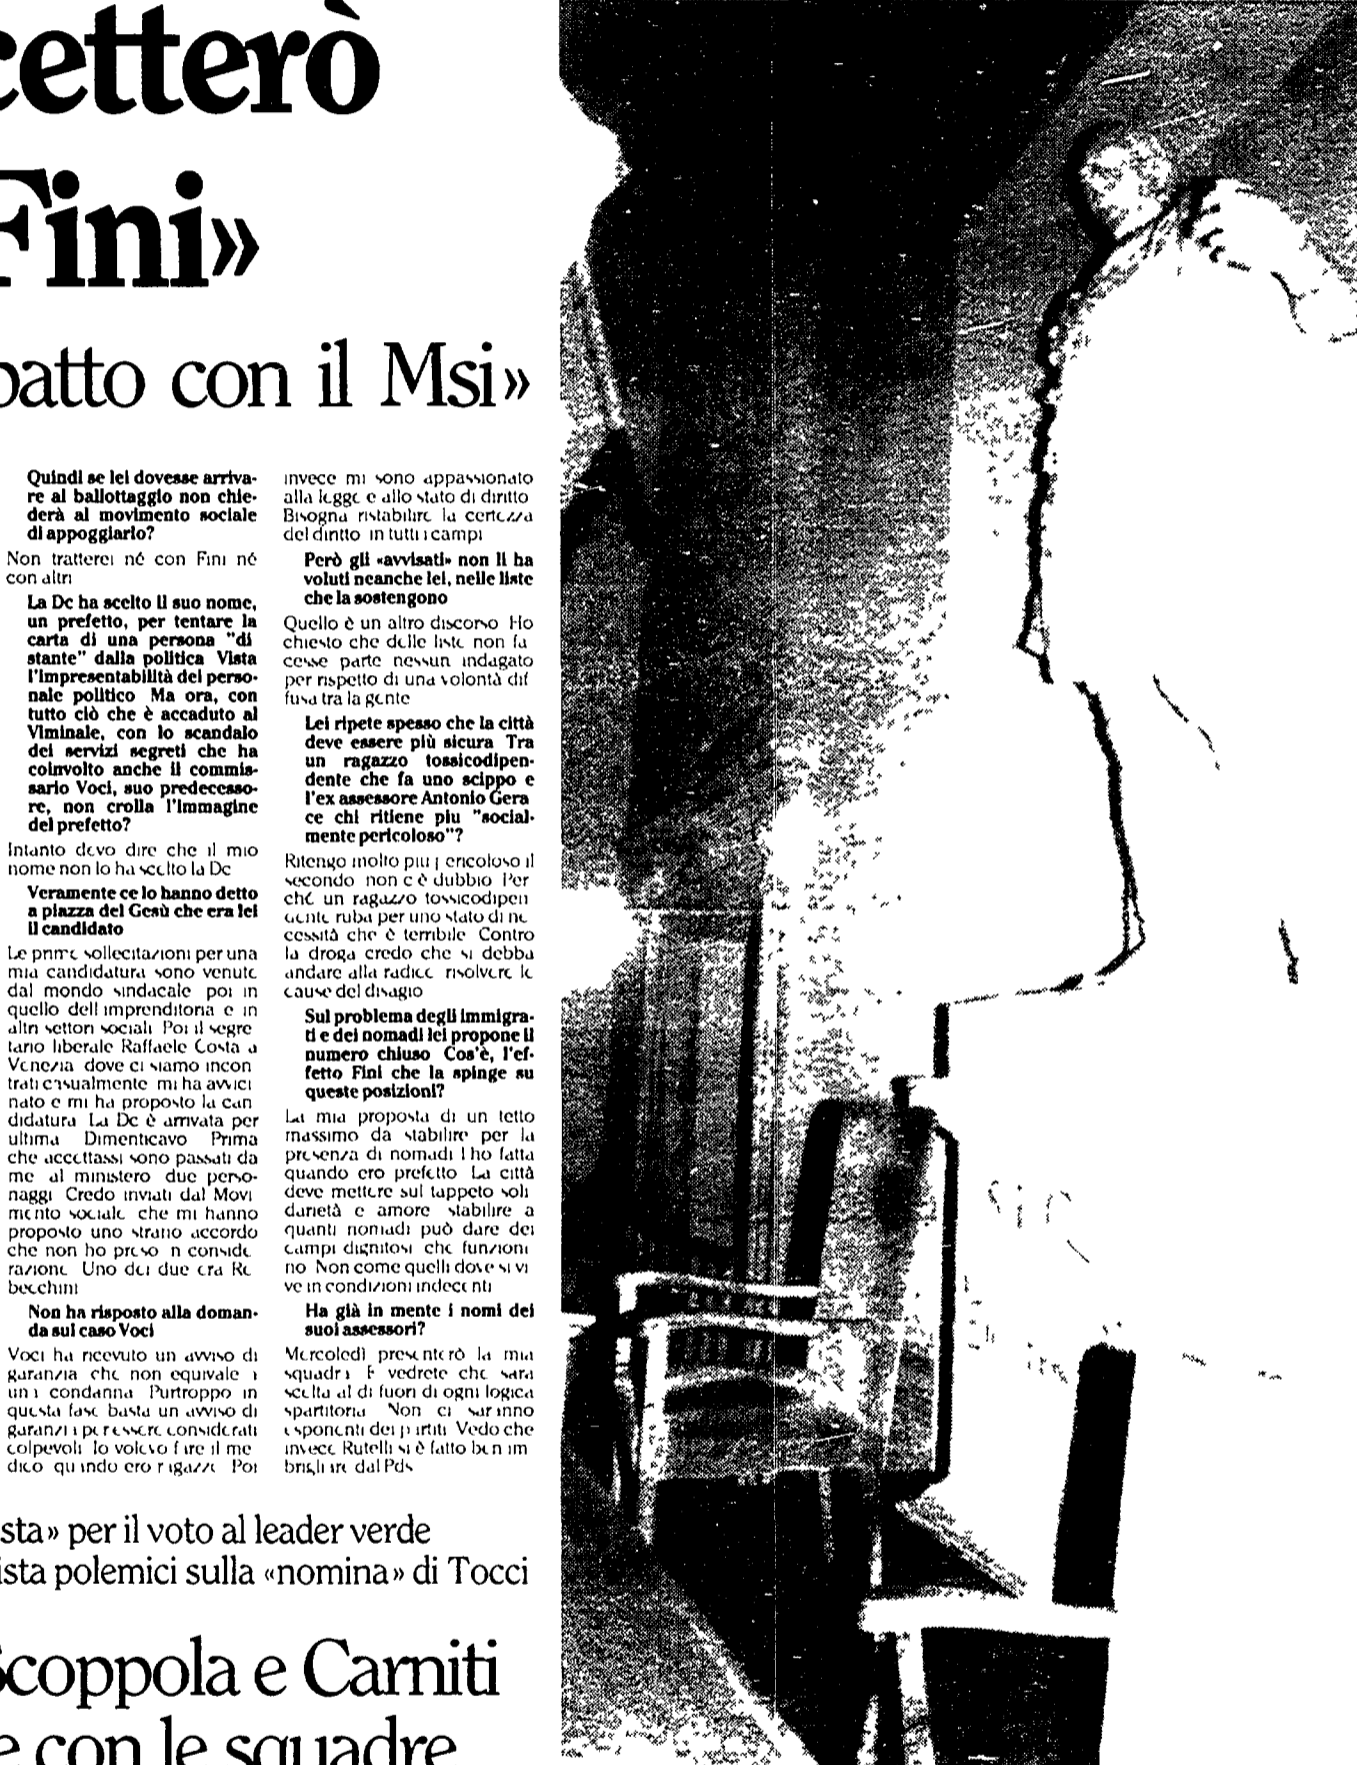 cetterò
Fini»
patto con il Msi»
Quindi se lei dovesse arriva-
re al ballottaggio non chie-
derà al movimento sociale
di appoggiarlo?
Non tratterei né con Fini né
con altri
La Dc ha scelto il suo nome,
un prefetto, per tentare la
carta di una persona "di
stante" dalla politica Vista
l'impresentabilità del perso-
nale politico Ma ora, con
tutto ciò che è accaduto al
Viminale, con lo scandalo
dei servizi segreti che ha
coinvolto anche il commis-
sario Voci, suo predecesso-
re, non crolla l'immagine
del prefetto?
Intanto devo dire che il mio
nome non lo ha scelto la Dc
Veramente ce lo hanno detto
a piazza del Gesù che era lei
il candidato
Le prime sollecitazioni per una
mia candidatura sono venute
dal mondo sindacale poi in
quello dell imprenditoria e in
altri settori sociali Poi il segre
tario liberale Raffaele Costa a
Venezia dove ci siamo incon
trati casualmente mi ha avvici
nato e mi ha proposto la can
didatura La Dc è arrivata per
ultima Dimenticavo Prima
che accettassi sono passati da
me al ministero due perso-
naggi Credo inviati dal Movi
mento sociale che mi hanno
proposto uno strano accordo
che non ho preso in conside
razione Uno dei due era Re
becchini
Non ha risposto alla doman-
da sul caso Voci
Voci ha ricevuto un avviso di
garanzia che non equivale a
una condanna Purtroppo in
questa fase basta un avviso di
garanzia per essere considerati
colpevoli Io volevo fare il me
dico quando ero ragazzo Poi
invece mi sono appassionato
alla legge e allo stato di diritto
Bisogna ristabilire la certezza
del diritto in tutti i campi
Però gli «avvisati» non li ha
voluti neanche lei, nelle liste
che la sostengono
Quello è un altro discorso Ho
chiesto che delle liste non fa
cesse parte nessun indagato
per rispetto di una volontà dif
fusa tra la gente
Lei ripete spesso che la città
deve essere più sicura Tra
un ragazzo tossicodipen-
dente che fa uno scippo e
l'ex assessore Antonio Gera
ce chi ritiene piu "social-
mente pericoloso"?
Ritengo molto piu pericoloso il
secondo non c è dubbio Per
ché un ragazzo tossicodipen
dente ruba per uno stato di ne
cessità che è terribile Contro
la droga credo che si debba
andare alla radice risolvere le
cause del disagio
Sul problema degli immigra-
ti e dei nomadi lei propone il
numero chiuso Cos'è, l'ef-
fetto Fini che la spinge su
queste posizioni?
La mia proposta di un tetto
massimo da stabilire per la
presenza di nomadi l ho fatta
quando ero prefetto La città
deve mettere sul tappeto soli
darietà e amore stabilire a
quanti nomadi può dare dei
campi dignitosi che funzioni
no Non come quelli dove si vi
ve in condizioni indecenti
Ha già in mente i nomi dei
suoi assessori?
Mercoledì presenterò la mia
squadra E vedrete che sara
scelta al di fuori di ogni logica
spartitoria Non ci saranno
esponenti dei partiti Vedo che
invece Rutelli si è fatto ben im
brigliare dal Pds
sta» per il voto al leader verde
ista polemici sulla «nomina» di Tocci
Scoppola e Carniti
e con le squadre